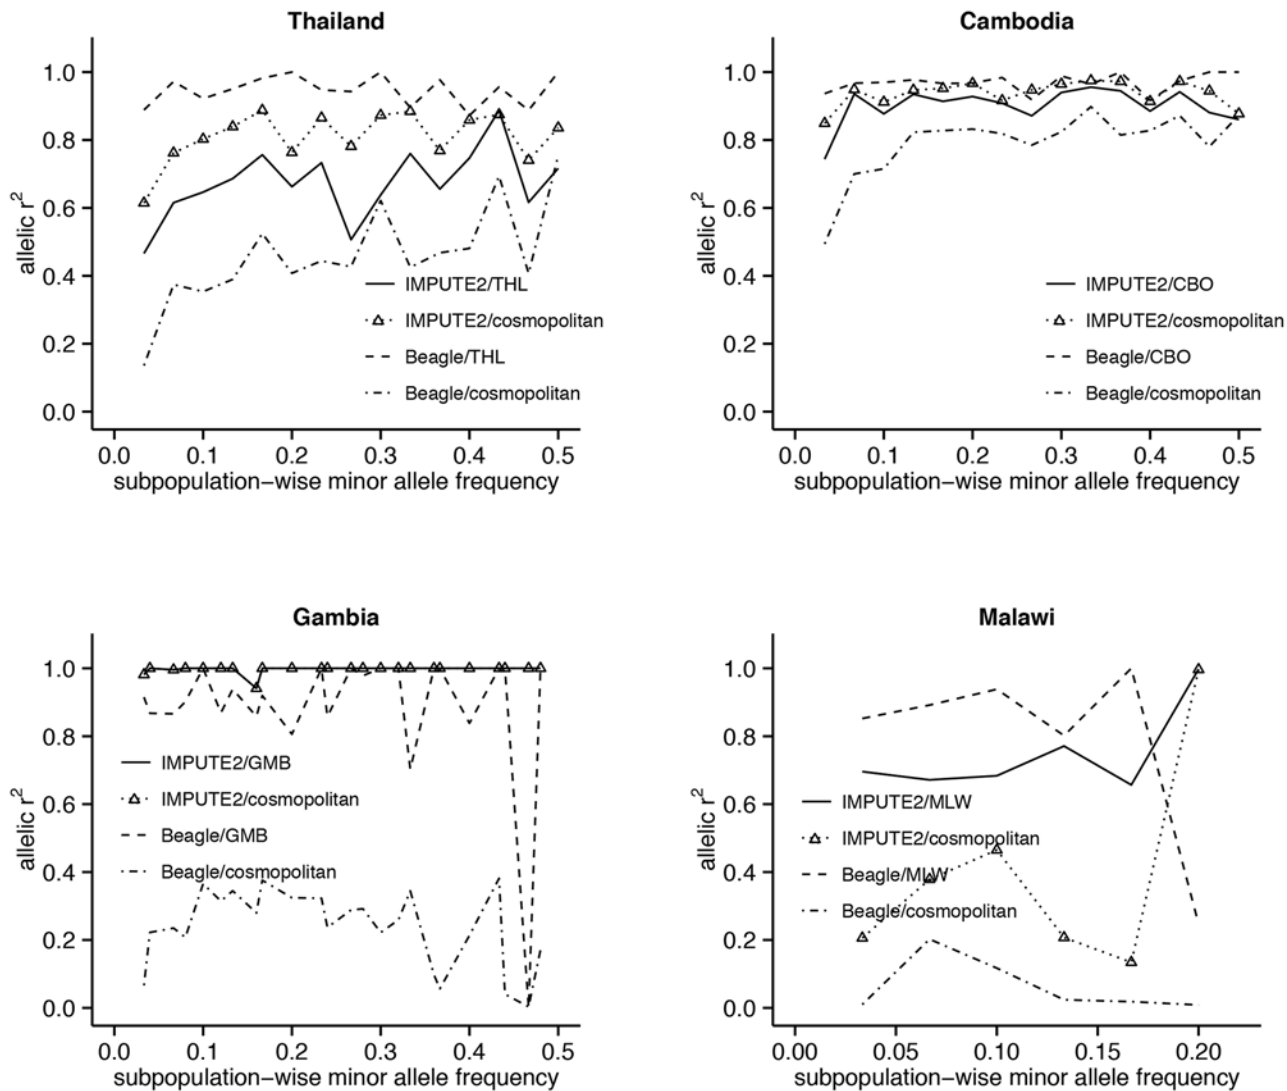 Thailand
allelic r²
1.0
0.8
0.6
0.4
0.2
0.0
IMPUTE2/THL
IMPUTE2/cosmopolitan
Beagle/THL
Beagle/cosmopolitan
0.0 0.1 0.2 0.3 0.4 0.5
subpopulation−wise minor allele frequency
Cambodia
allelic r²
1.0
0.8
0.6
0.4
0.2
0.0
IMPUTE2/CBO
IMPUTE2/cosmopolitan
Beagle/CBO
Beagle/cosmopolitan
0.0 0.1 0.2 0.3 0.4 0.5
subpopulation−wise minor allele frequency
Gambia
allelic r²
1.0
0.8
0.6
0.4
0.2
0.0
IMPUTE2/GMB
IMPUTE2/cosmopolitan
Beagle/GMB
Beagle/cosmopolitan
0.0 0.1 0.2 0.3 0.4 0.5
subpopulation−wise minor allele frequency
Malawi
allelic r²
1.0
0.8
0.6
0.4
0.2
0.0
IMPUTE2/MLW
IMPUTE2/cosmopolitan
Beagle/MLW
Beagle/cosmopolitan
0.00 0.05 0.10 0.15 0.20
subpopulation−wise minor allele frequency